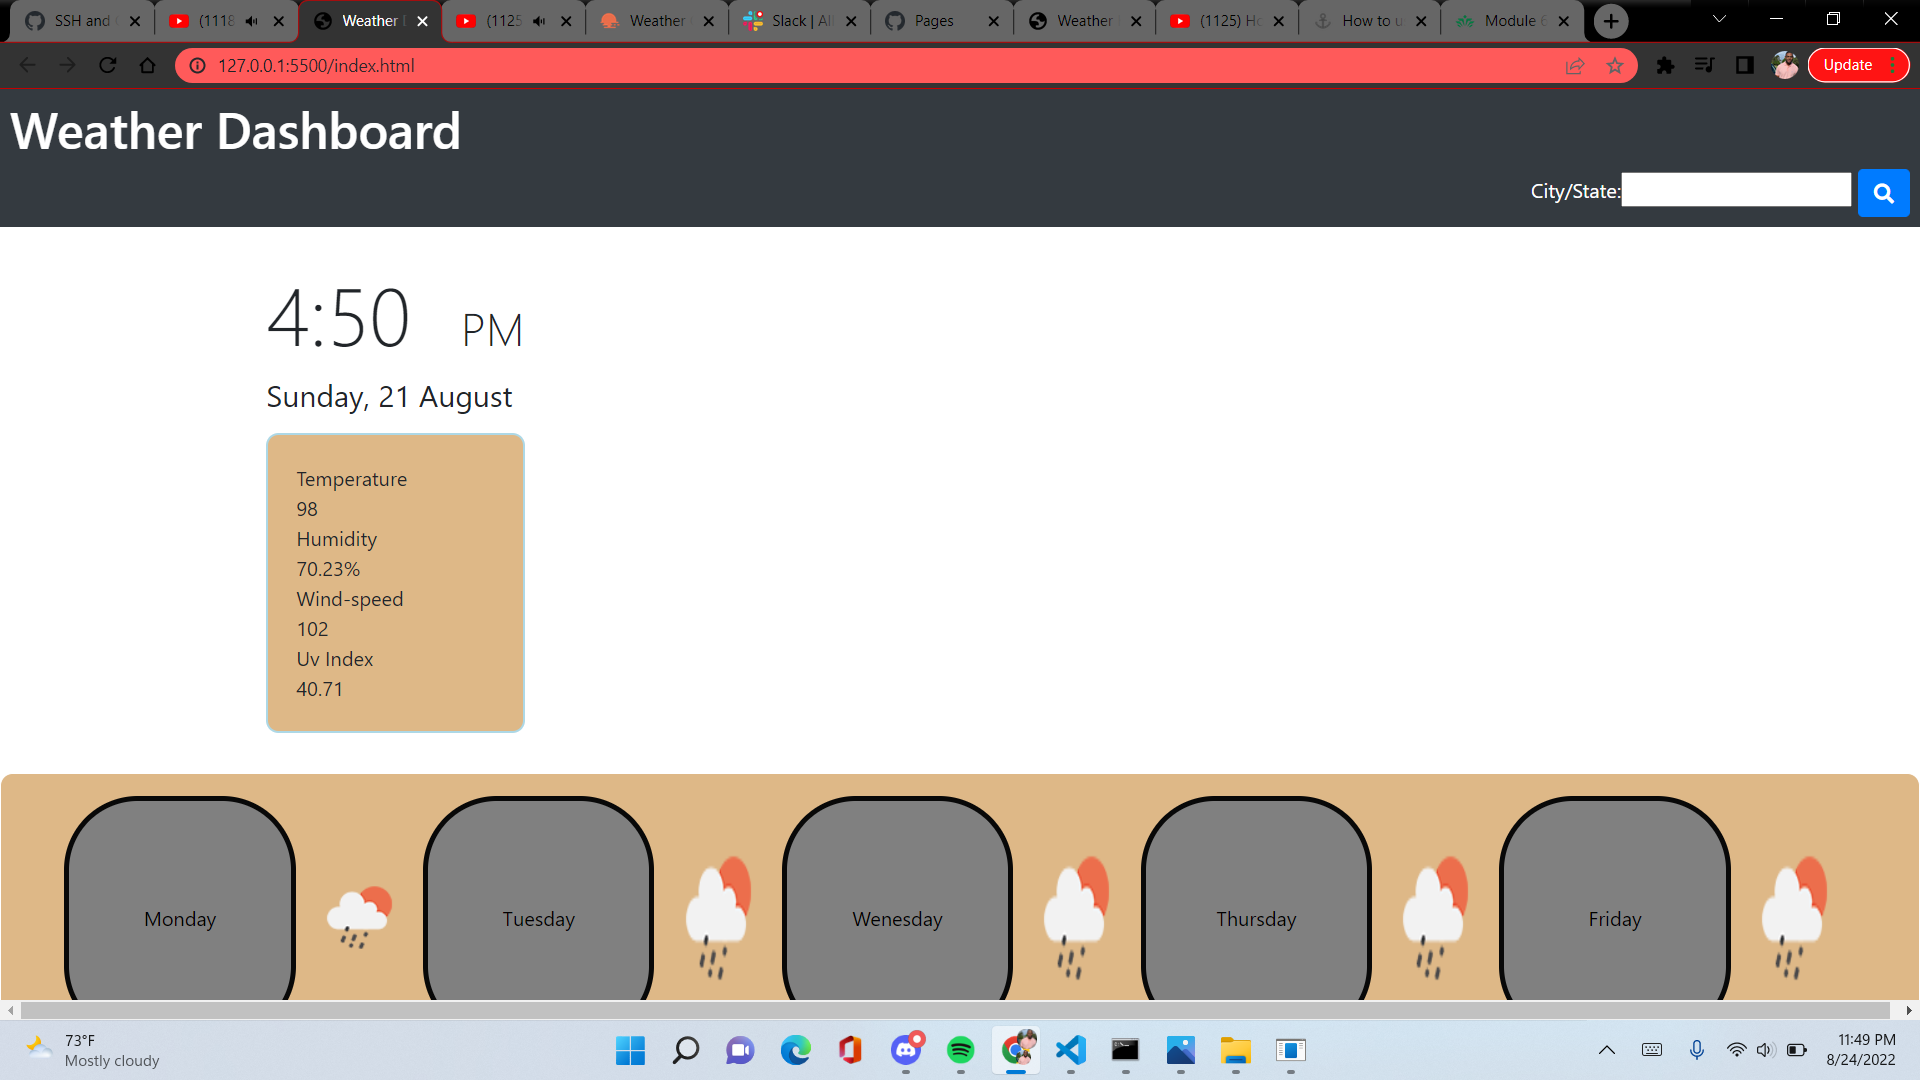 SSH and
(1118
Weather
(1125
Weather
Slack | Al
Pages
Weather
(1125) Ho
How to u
Module 6
127.0.0.1:5500/index.html
Update
Weather Dashboard
City/State:
4:50 PM
Sunday, 21 August
Temperature
98
Humidity
70.23%
Wind-speed
102
Uv Index
40.71
Monday
Tuesday
Wenesday
Thursday
Friday
73°F
Mostly cloudy
11:49 PM
8/24/2022